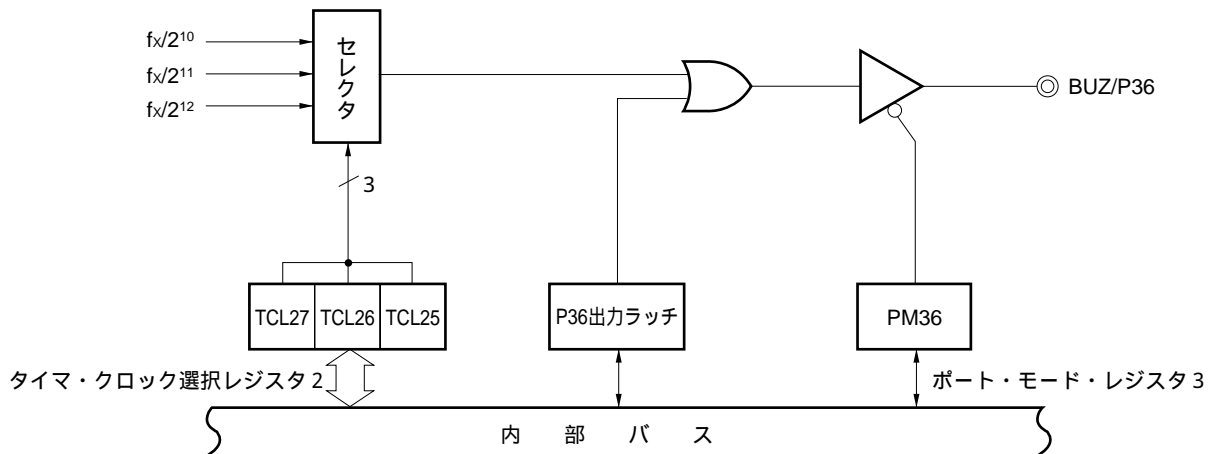 fX/2¹⁰
fX/2¹¹
fX/2¹²
セレクタ
3
BUZ/P36
TCL27 TCL26 TCL25
P36出力ラッチ
PM36
タイマ・クロック選択レジスタ2
ポート・モード・レジスタ3
内 部 バ ス